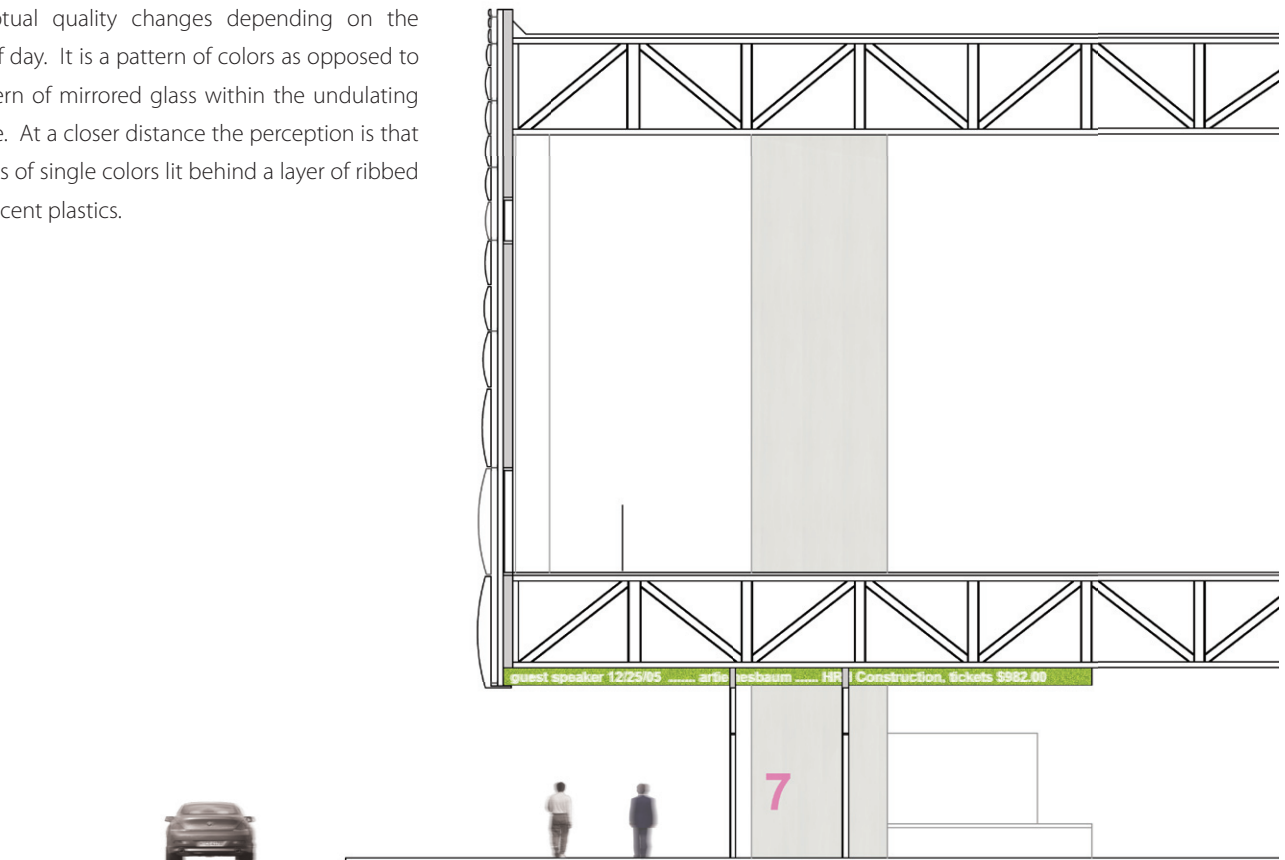 ptual quality changes depending on the
f day. It is a pattern of colors as opposed to
ern of mirrored glass within the undulating
e. At a closer distance the perception is that
s of single colors lit behind a layer of ribbed
cent plastics.
guest speaker 12/25/05 ....... artie esbaum ...... HR Construction, tickets $982.00
7